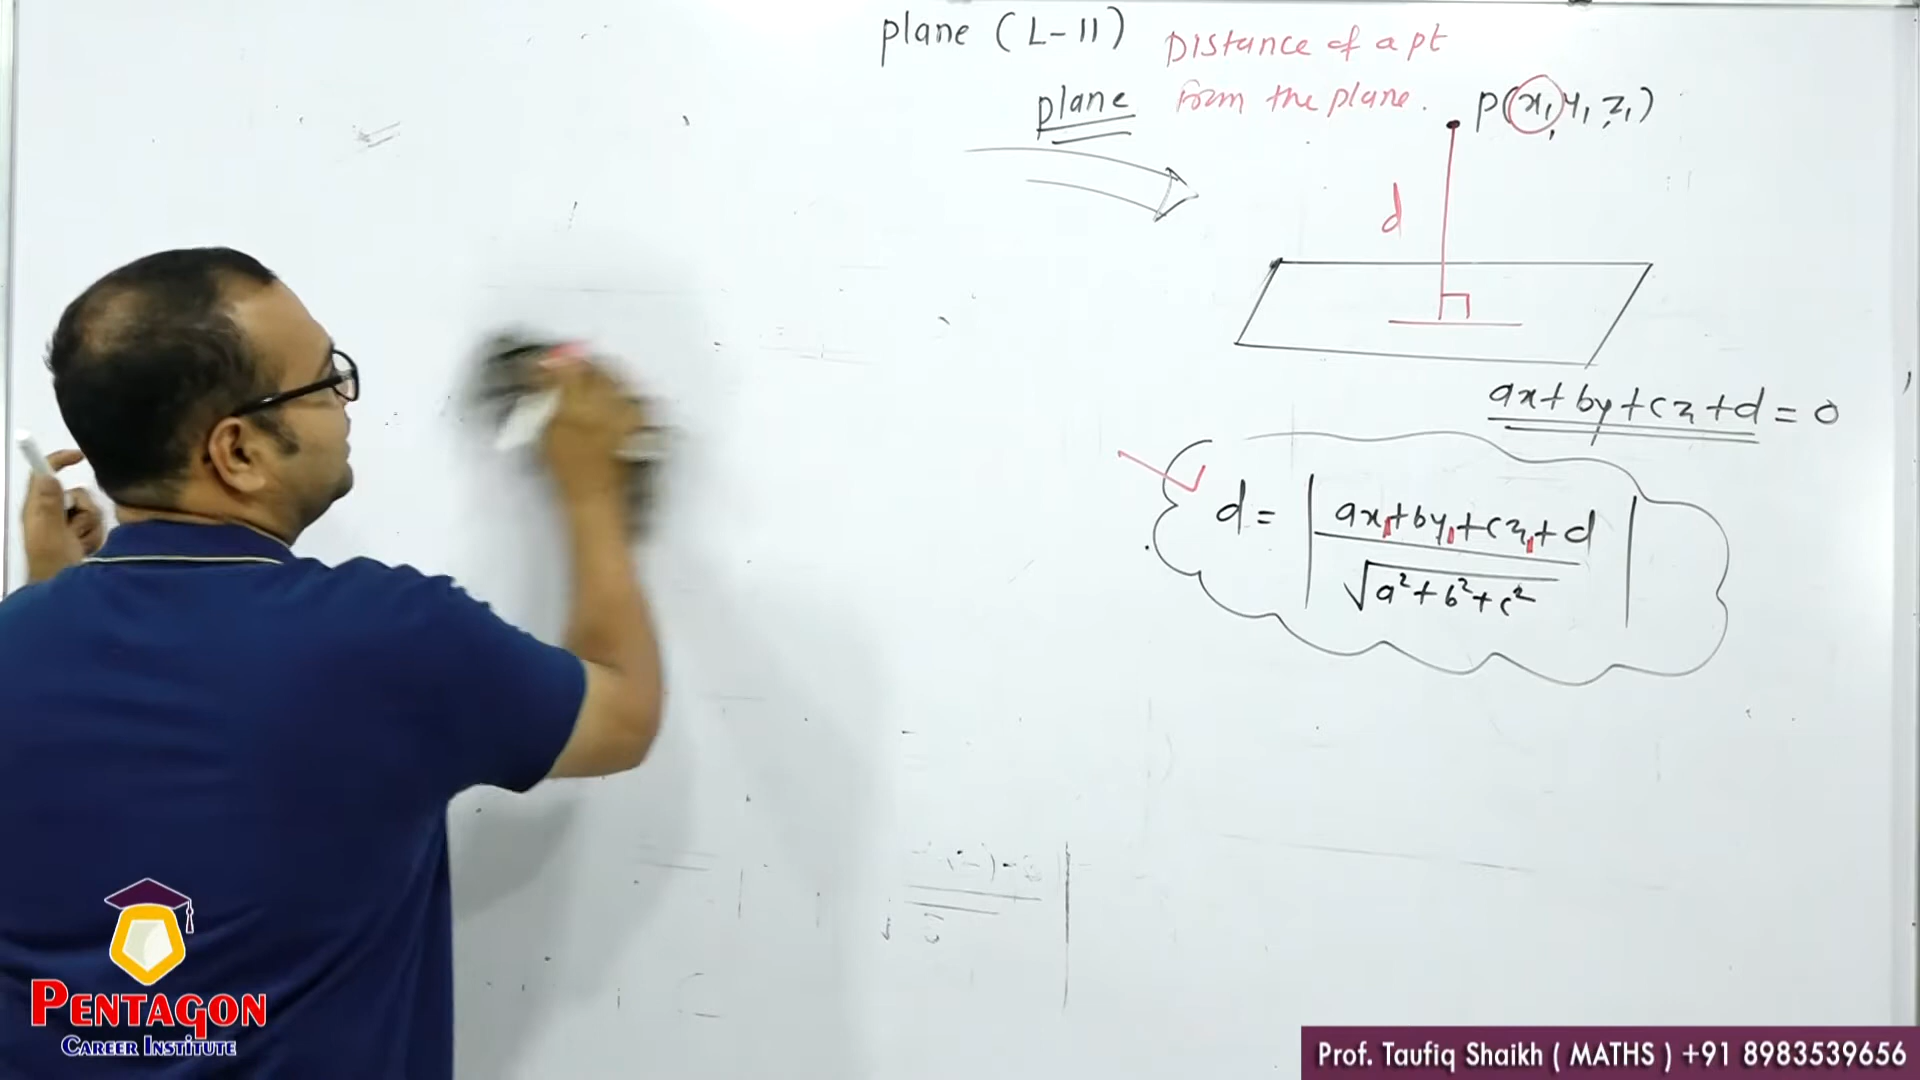 plane (L-11)
Distance of a pt
plane form the plane.
P(x₁, y₁, z₁)
d
ax+by+cz+d = 0
d = | ax₁+by₁+cz₁+d / √a²+b²+c² |
PENTAGON
CAREER INSTITUTE
Prof. Taufiq Shaikh ( MATHS ) +91 8983539656